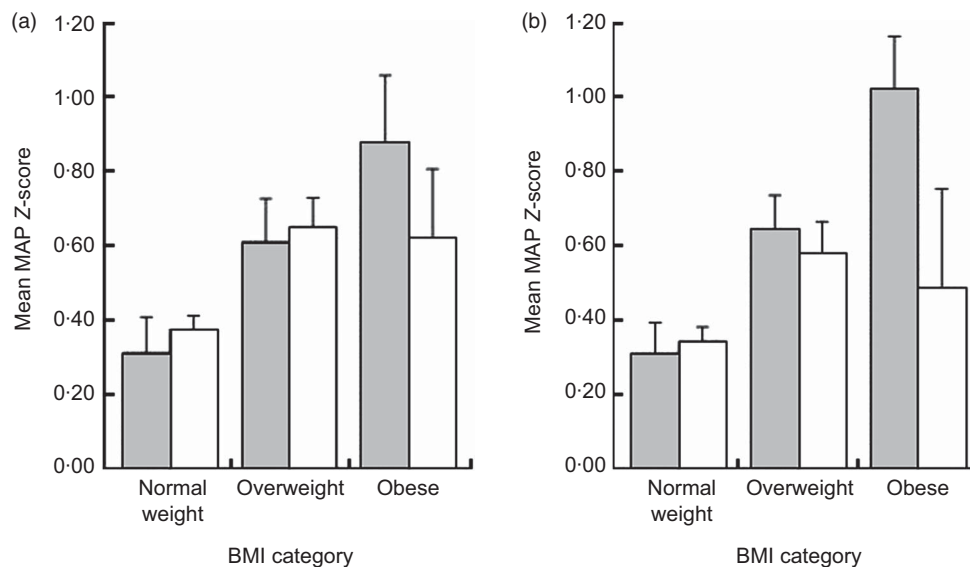 (a)
Mean MAP Z-score
1·20
1·00
0·80
0·60
0·40
0·20
0·00
Normal
weight
Overweight
Obese
BMI category
(b)
Mean MAP Z-score
1·20
1·00
0·80
0·60
0·40
0·20
0·00
Normal
weight
Overweight
Obese
BMI category